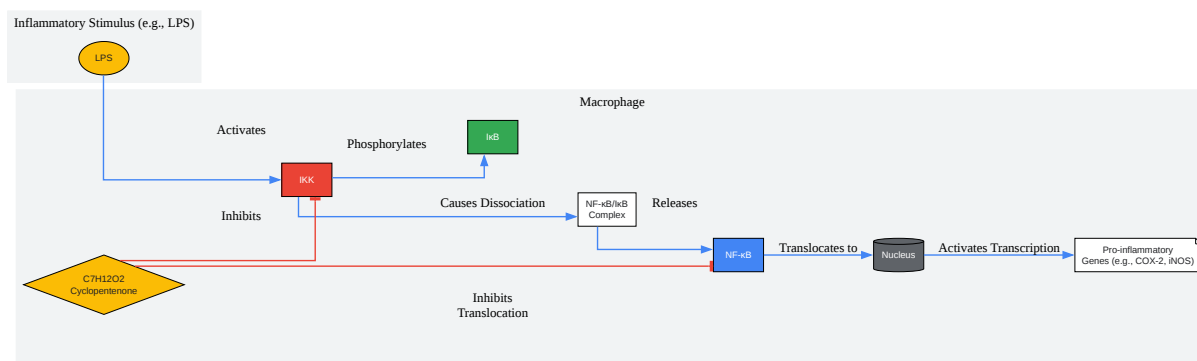 Inflammatory Stimulus (e.g., LPS)
LPS
Macrophage
Activates
Phosphorylates
IκB
IKK
Inhibits
Causes Dissociation
NF-κB/IκB
Complex
Releases
NF-κB
Translocates to
Nucleus
Activates Transcription
Pro-inflammatory
Genes (e.g., COX-2, iNOS)
C7H12O2
Cyclopentenone
Inhibits
Translocation